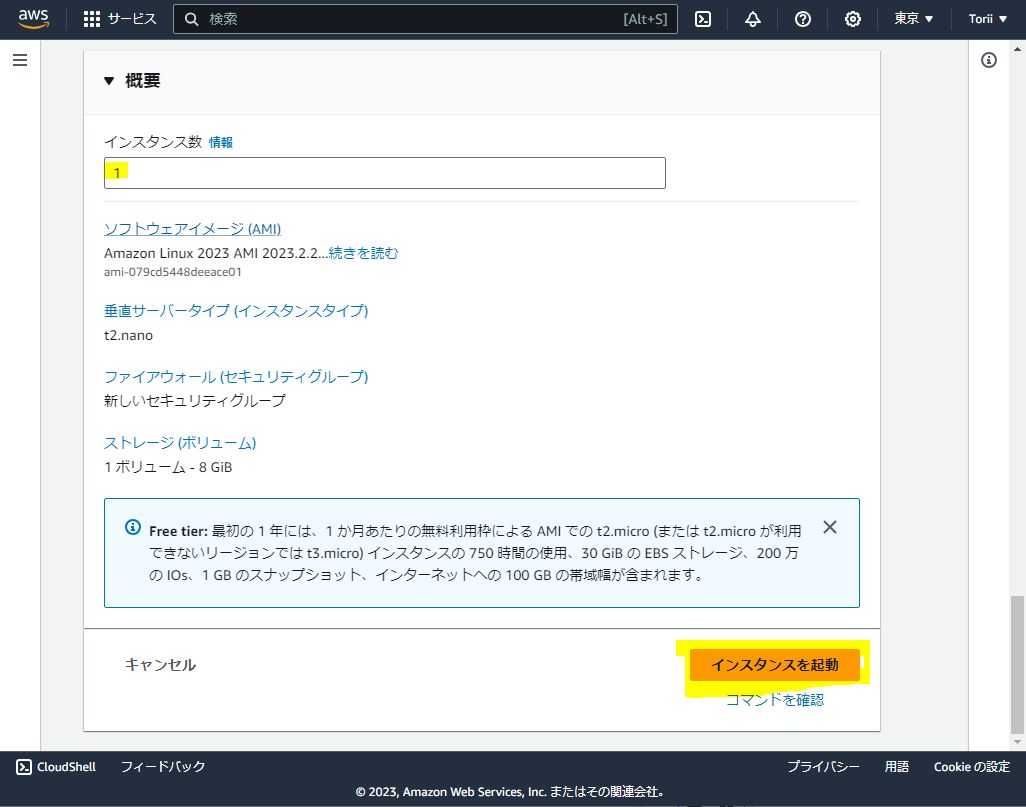 aws サービス 検索 [Alt+S] 東京 ▼ Torii ▼
▼ 概要
インスタンス数 情報
1
ソフトウェアイメージ (AMI)
Amazon Linux 2023 AMI 2023.2.2...続きを読む
ami-079cd5448deeace01
垂直サーバータイプ (インスタンスタイプ)
t2.nano
ファイアウォール (セキュリティグループ)
新しいセキュリティグループ
ストレージ (ボリューム)
1 ボリューム - 8 GiB
Free tier: 最初の 1 年には、1 か月あたりの無料利用枠による AMI での t2.micro (または t2.micro が利用
できないリージョンでは t3.micro) インスタンスの 750 時間の使用、30 GiB の EBS ストレージ、200 万
の IOs、1 GB のスナップショット、インターネットへの 100 GB の帯域幅が含まれます。
キャンセル インスタンスを起動
コマンドを確認
CloudShell フィードバック プライバシー 用語 Cookie の設定
© 2023, Amazon Web Services, Inc. またはその関連会社。